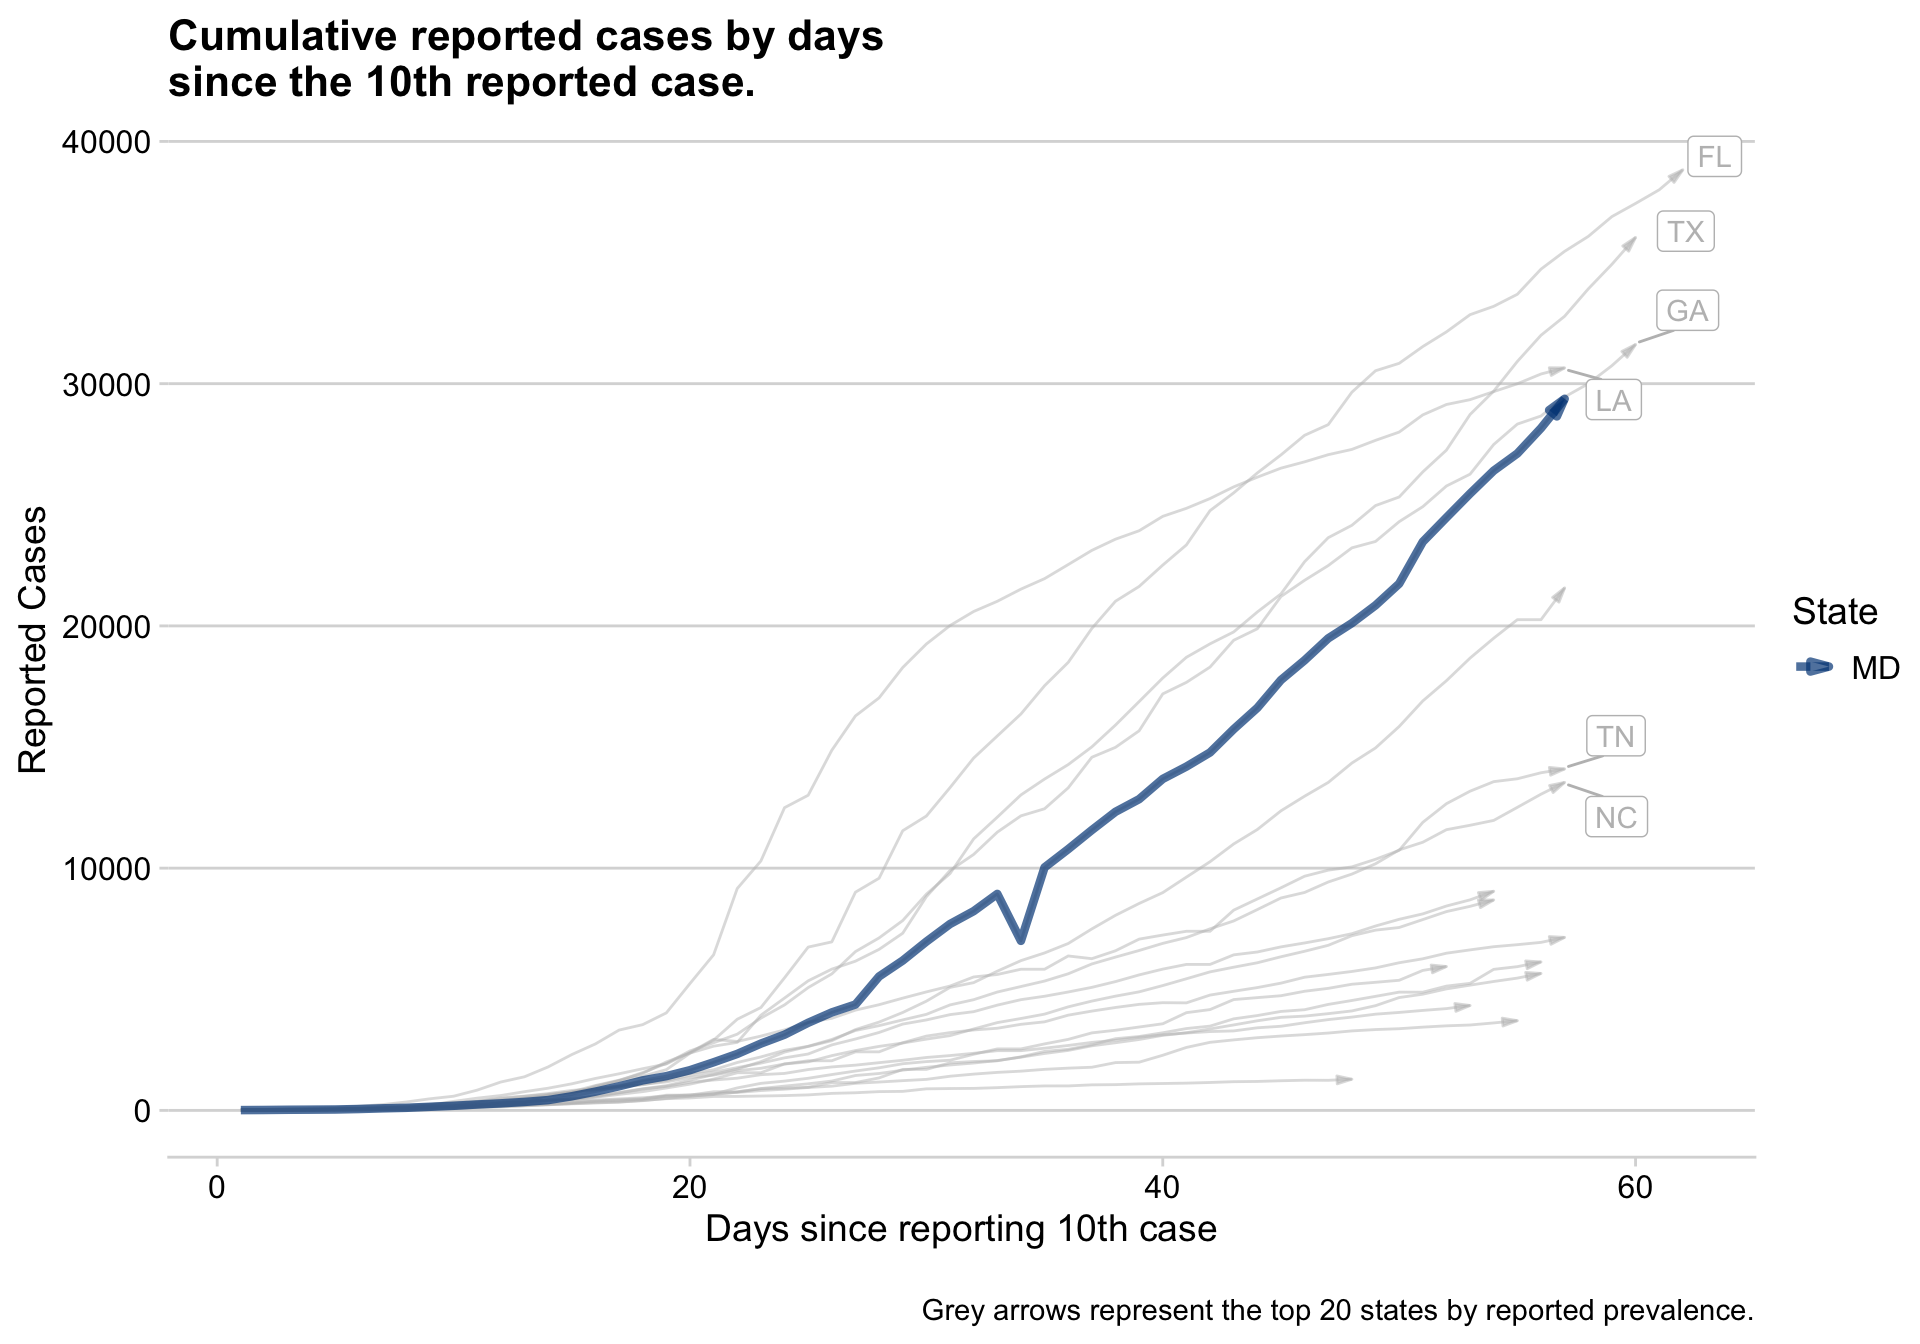 Cumulative reported cases by days
since the 10th reported case.
40000
30000
20000
10000
0
Reported Cases
FL
TX
GA
LA
TN
NC
State
MD
0 20 40 60
Days since reporting 10th case
Grey arrows represent the top 20 states by reported prevalence.